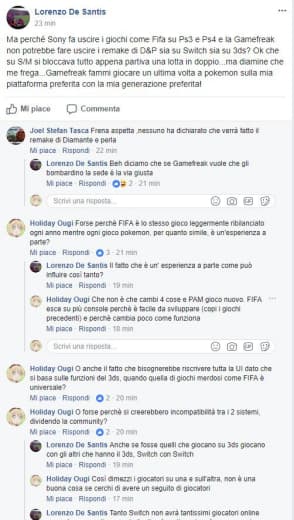 Lorenzo De Santis
23 min
Ma perchè Sony fa uscire i giochi come Fifa su Ps3 e Ps4 e la Gamefreak
non potrebbe fare uscire i remake di D&P sia su Switch sia su 3ds? Ok che
su S/M si bloccava tutto appena partiva una lotta in doppio...ma diamine
che me frega...Gamefreak fammi giocare un ultima volta a pokemon sulla mia
piattaforma preferita con la mia generazione preferita!
Mi piace
Commenta
Joel Stefan Tasca Frena aspetta ,nessuno ha dichiarato che verrà fatto il
remake di Diamante e perla
Mi piace · Rispondi · 22 min
Lorenzo De Santis Beh diciamo che se Gamefreak vuole che gli
bombardino la sede è la via giusta
Mi piace · Rispondi · 2 · 21 min
Scrivi una risposta...
Holiday Ougi Forse perchè FIFA è lo stesso gioco leggermente ribilanciato
ogni anno mentre ogni gioco pokemon, per quanto simile, è un'esperienza a
parte?
Mi piace · Rispondi · 3 · 21 min
Lorenzo De Santis Il fatto che è un' esperienza a parte come può
influire così tanto?
Mi piace · Rispondi · 19 min
Holiday Ougi Che non è che cambi 4 cose e PAM gioco nuovo. FIFA
esce su più console perchè è facile da sviluppare (copi i giochi
precedenti) e perchè cambia poco come funziona
Mi piace · Rispondi · 18 min
Scrivi una risposta...
Holiday Ougi O anche il fatto che bisognerebbe riscrivere tutta la UI dato che
si basa sulle funzioni del 3ds, quando quella di giochi merdosi come FIFA è
universale?
Mi piace · Rispondi · 2 · 20 min
Holiday Ougi O forse perchè si creerebbero incompatibilità tra i 2 sistemi,
dividendo la community?
Mi piace · Rispondi · 2 · 20 min
Lorenzo De Santis Anche se fosse quelli che giocano su 3ds giocano
con gli altri che hanno il 3ds, Switch con Switch
Mi piace · Rispondi · 19 min
Holiday Ougi Così dimezzi i giocatori su una e sull'altra, non è una
buona cosa se cerchi di avere un seguito di giocatori
Mi piace · Rispondi · 17 min
Lorenzo De Santis Tanto Switch non avrà tantissimi giocatori online